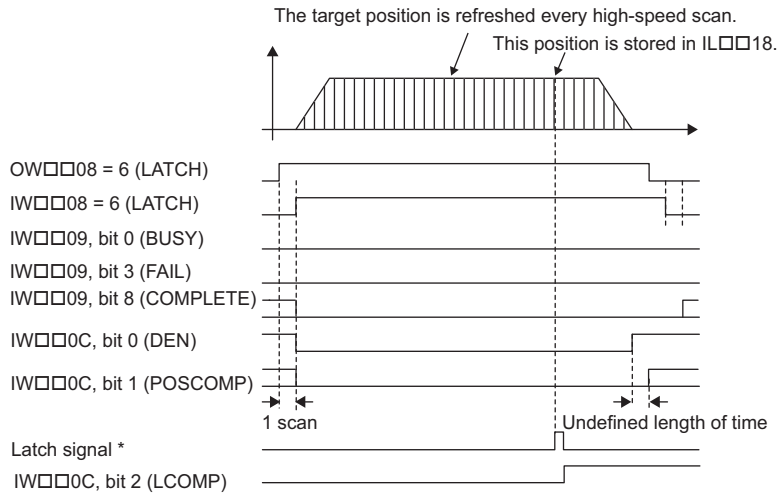 The target position is refreshed every high-speed scan.
This position is stored in IL□□18.
OW□□08 = 6 (LATCH)
IW□□08 = 6 (LATCH)
IW□□09, bit 0 (BUSY)
IW□□09, bit 3 (FAIL)
IW□□09, bit 8 (COMPLETE)
IW□□0C, bit 0 (DEN)
IW□□0C, bit 1 (POSCOMP)
1 scan
Undefined length of time
Latch signal *
IW□□0C, bit 2 (LCOMP)